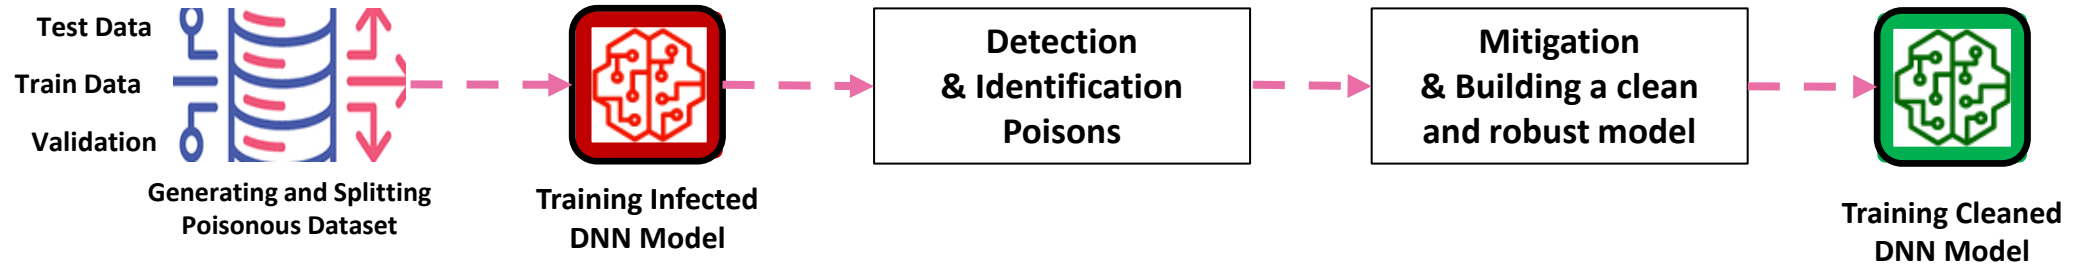 Test Data
Train Data
Validation
Generating and Splitting
Poisonous Dataset
Training Infected
DNN Model
Detection
& Identification
Poisons
Mitigation
& Building a clean
and robust model
Training Cleaned
DNN Model